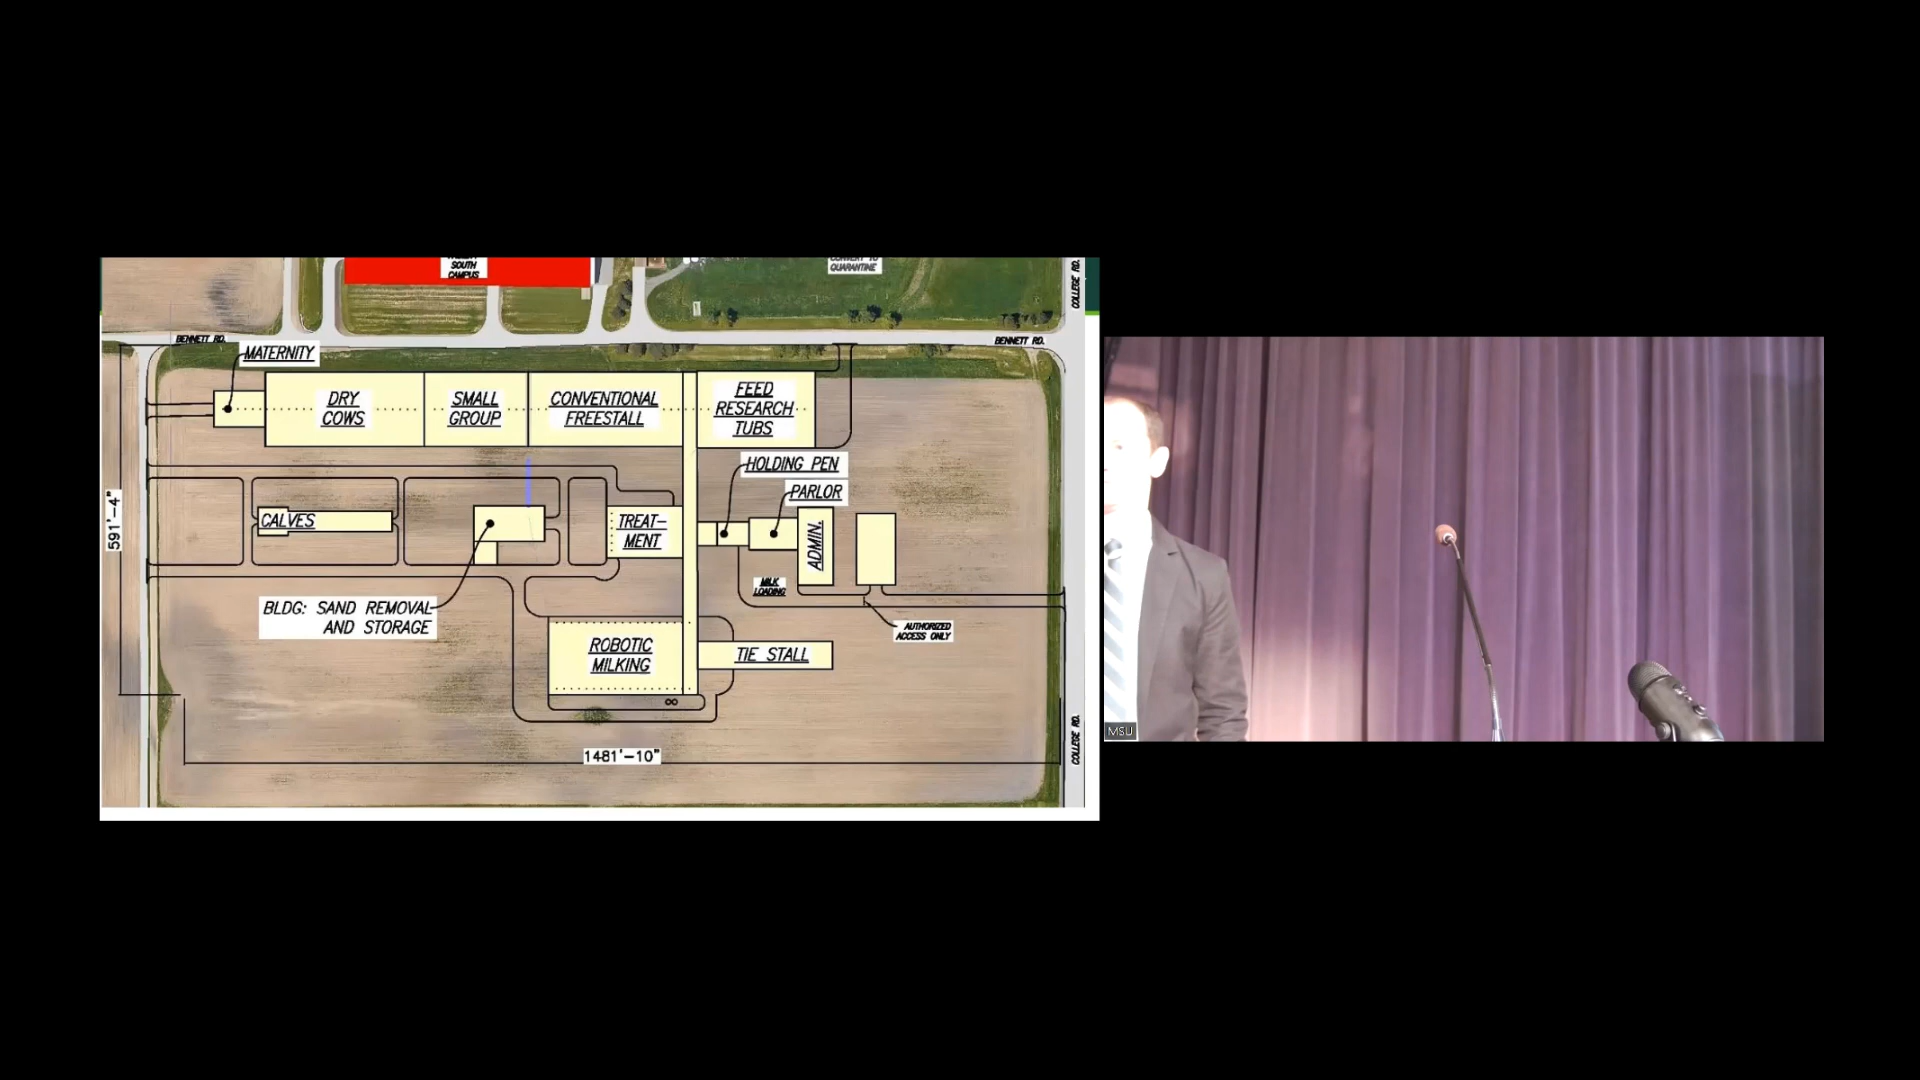 SOUTH
CAMPUS
QUARANTINE
COLLEGE RD.
BENNETT RD.
BENNETT RD.
MATERNITY
DRY
COWS
SMALL
GROUP
CONVENTIONAL
FREESTALL
FEED
RESEARCH
TUBS
HOLDING PEN
PARLOR
591'-4"
CALVES
TREAT-
MENT
ADMIN.
MILK
LOADING
BLDG: SAND REMOVAL
AND STORAGE
AUTHORIZED
ACCESS ONLY
ROBOTIC
MILKING
TIE STALL
COLLEGE RD.
1481'-10"
MSU